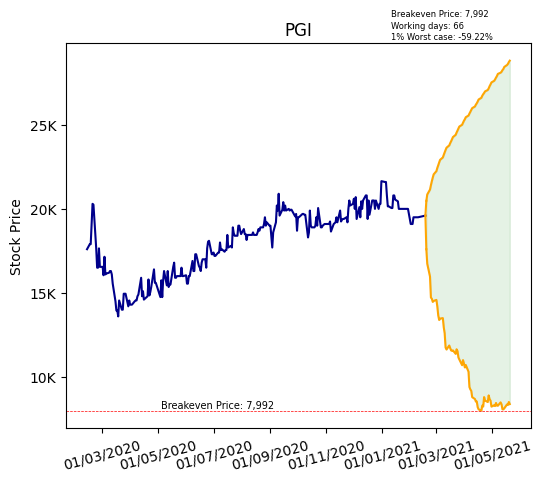 Breakeven Price: 7,992
Working days: 66
1% Worst case: -59.22%
PGI
Stock Price
25K
20K
15K
10K
Breakeven Price: 7,992
01/03/2020
01/05/2020
01/07/2020
01/09/2020
01/11/2020
01/01/2021
01/03/2021
01/05/2021